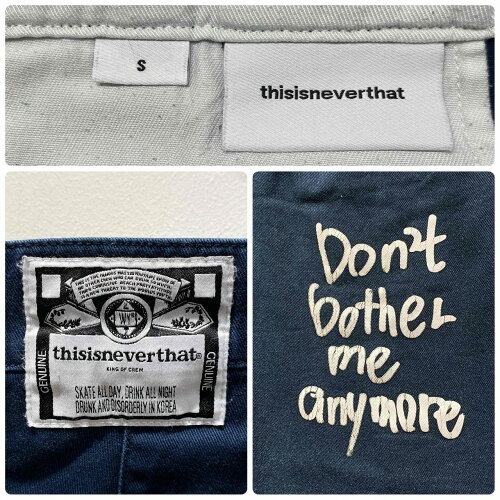 S
thisisneverthat
WY
thisisneverthat®
KING OF CREW
GENUINE
GENUINE
SKATE ALL DAY, DRINK ALL NIGHT
DRUNK AND DISORDERLY IN KOREA
Don't
bother
me
anymore